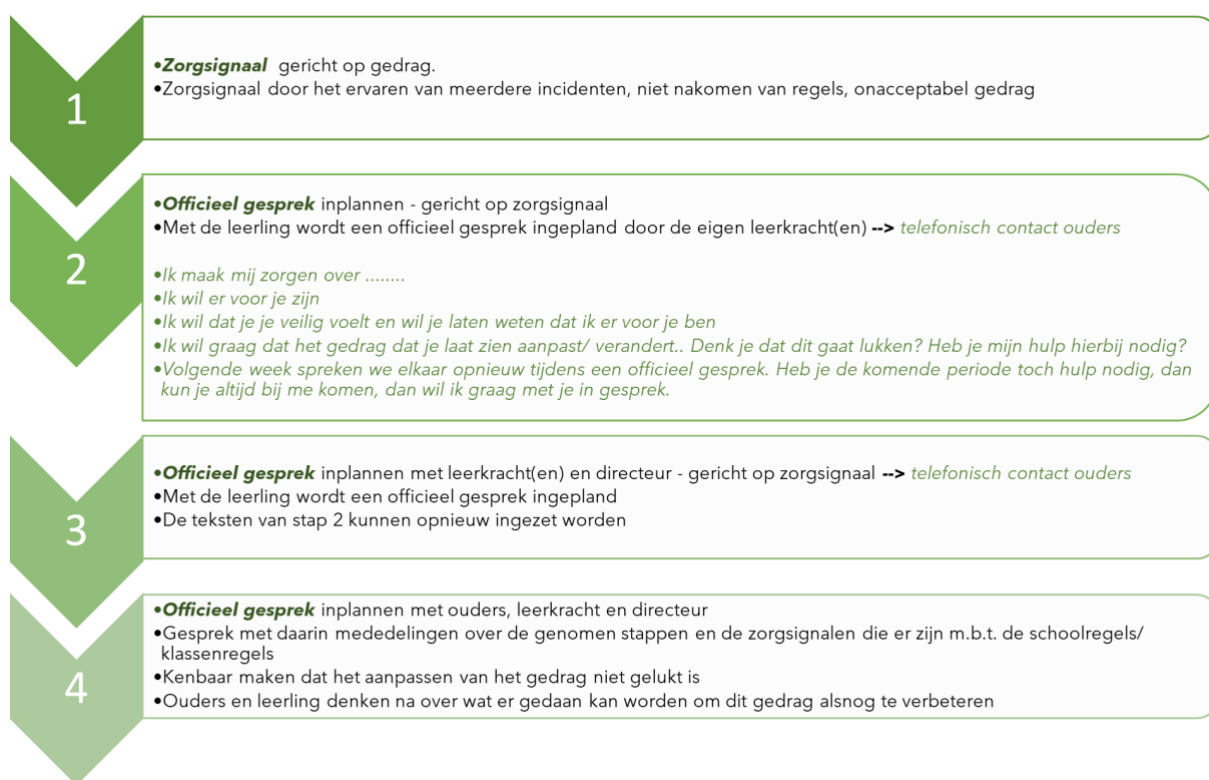 1
•Zorgsignaal gericht op gedrag.
•Zorgsignaal door het ervaren van meerdere incidenten, niet nakomen van regels, onacceptabel gedrag
2
•Officieel gesprek inplannen - gericht op zorgsignaal
•Met de leerling wordt een officieel gesprek ingepland door de eigen leerkracht(en) --> telefonisch contact ouders
•Ik maak mij zorgen over ........
•Ik wil er voor je zijn
•Ik wil dat je je veilig voelt en wil je laten weten dat ik er voor je ben
•Ik wil graag dat het gedrag dat je laat zien aanpast/ verandert.. Denk je dat dit gaat lukken? Heb je mijn hulp hierbij nodig?
•Volgende week spreken we elkaar opnieuw tijdens een officieel gesprek. Heb je de komende periode toch hulp nodig, dan
kun je altijd bij me komen, dan wil ik graag met je in gesprek.
3
•Officieel gesprek inplannen met leerkracht(en) en directeur - gericht op zorgsignaal --> telefonisch contact ouders
•Met de leerling wordt een officieel gesprek ingepland
•De teksten van stap 2 kunnen opnieuw ingezet worden
4
•Officieel gesprek inplannen met ouders, leerkracht en directeur
•Gesprek met daarin mededelingen over de genomen stappen en de zorgsignalen die er zijn m.b.t. de schoolregels/
klassenregels
•Kenbaar maken dat het aanpassen van het gedrag niet gelukt is
•Ouders en leerling denken na over wat er gedaan kan worden om dit gedrag alsnog te verbeteren